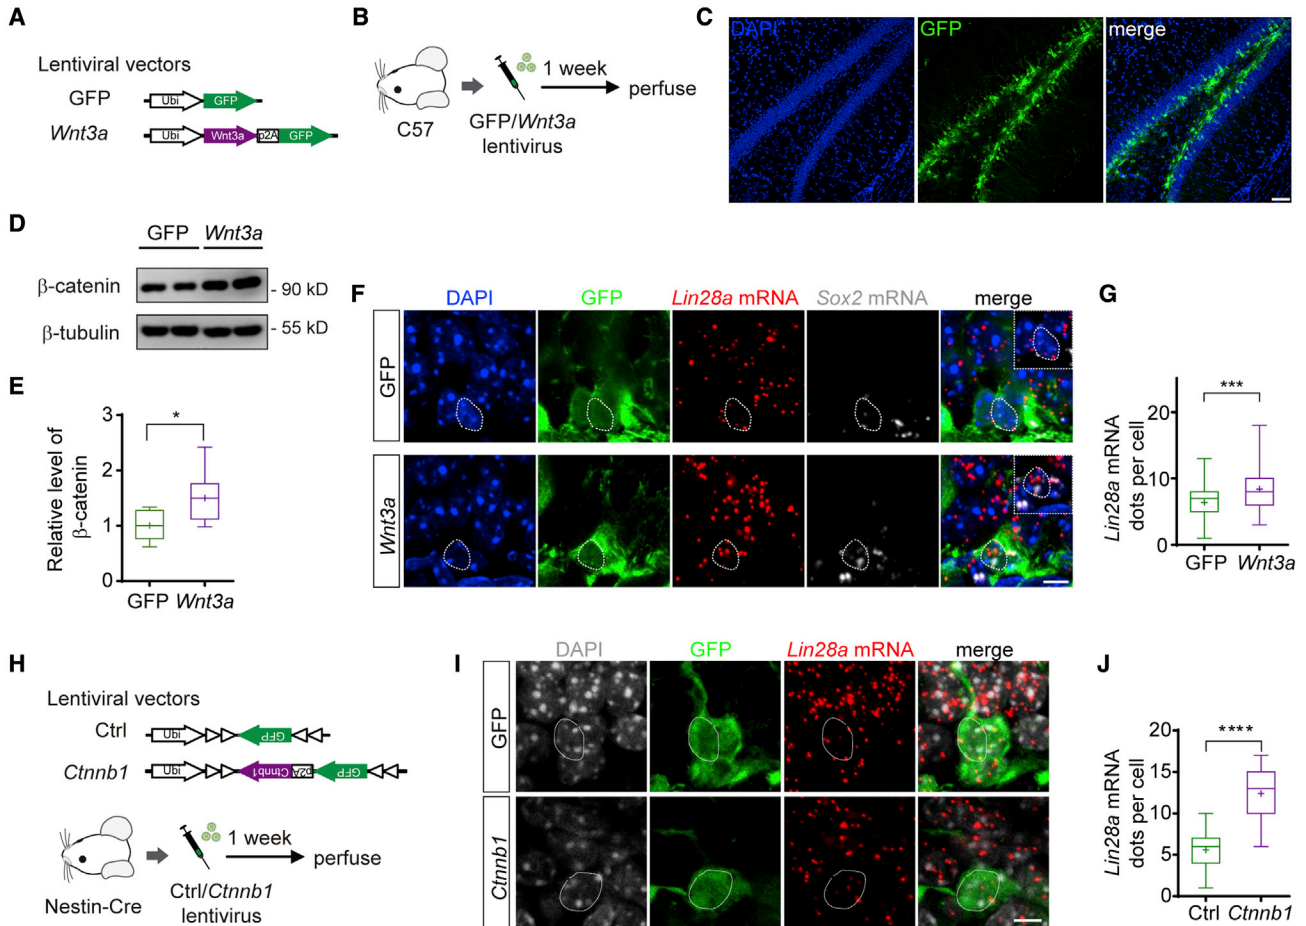 A
Lentiviral vectors
GFP
Ubi
GFP
Wnt3a
Ubi
Wnt3a
p2A
GFP
B
C57
GFP/Wnt3a
lentivirus
1 week
perfuse
C
DAPI
GFP
merge
D
GFP Wnt3a
β-catenin
- 90 kD
β-tubulin
- 55 kD
E
Relative level of
β-catenin
3
2
1
0
*
GFP Wnt3a
F
DAPI
GFP
Lin28a mRNA
Sox2 mRNA
merge
GFP
Wnt3a
G
Lin28a mRNA
dots per cell
20
10
0
***
GFP Wnt3a
H
Lentiviral vectors
Ctrl
Ubi
GFP
Ctnnb1
Ubi
Ctnnb1
p2A
GFP
Nestin-Cre
Ctrl/Ctnnb1
lentivirus
1 week
perfuse
I
DAPI
GFP
Lin28a mRNA
merge
GFP
Ctnnb1
J
Lin28a mRNA
dots per cell
20
15
10
5
0
****
Ctrl Ctnnb1